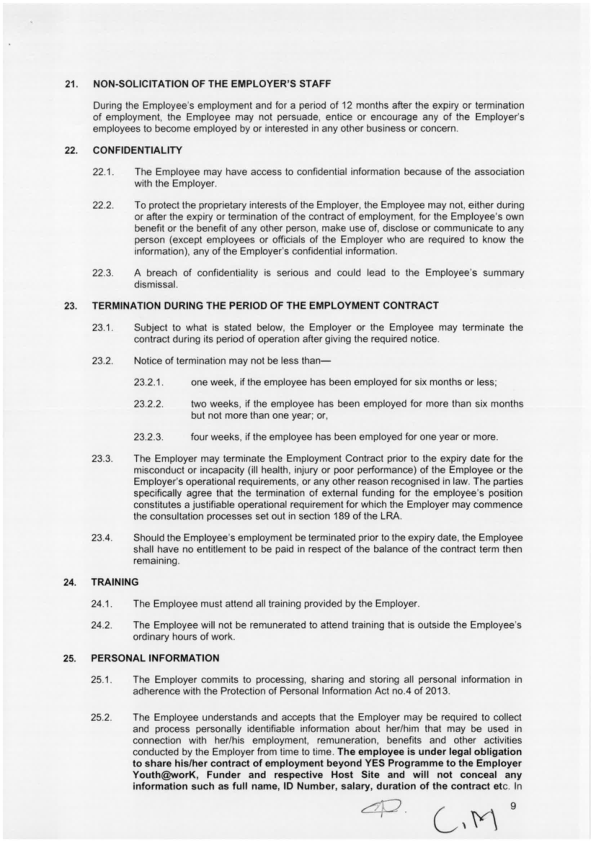 21. NON-SOLICITATION OF THE EMPLOYER'S STAFF
During the Employee's employment and for a period of 12 months after the expiry or termination
of employment, the Employee may not persuade, entice or encourage any of the Employer's
employees to become employed by or interested in any other business or concern.
22. CONFIDENTIALITY
22.1. The Employee may have access to confidential information because of the association
with the Employer.
22.2. To protect the proprietary interests of the Employer, the Employee may not, either during
or after the expiry or termination of the contract of employment, for the Employee's own
benefit or the benefit of any other person, make use of, disclose or communicate to any
person (except employees or officials of the Employer who are required to know the
information), any of the Employer's confidential information.
22.3. A breach of confidentiality is serious and could lead to the Employee's summary
dismissal.
23. TERMINATION DURING THE PERIOD OF THE EMPLOYMENT CONTRACT
23.1. Subject to what is stated below, the Employer or the Employee may terminate the
contract during its period of operation after giving the required notice.
23.2. Notice of termination may not be less than—
23.2.1. one week, if the employee has been employed for six months or less;
23.2.2. two weeks, if the employee has been employed for more than six months
but not more than one year; or,
23.2.3. four weeks, if the employee has been employed for one year or more.
23.3. The Employer may terminate the Employment Contract prior to the expiry date for the
misconduct or incapacity (ill health, injury or poor performance) of the Employee or the
Employer's operational requirements, or any other reason recognised in law. The parties
specifically agree that the termination of external funding for the employee's position
constitutes a justifiable operational requirement for which the Employer may commence
the consultation processes set out in section 189 of the LRA.
23.4. Should the Employee's employment be terminated prior to the expiry date, the Employee
shall have no entitlement to be paid in respect of the balance of the contract term then
remaining.
24. TRAINING
24.1. The Employee must attend all training provided by the Employer.
24.2. The Employee will not be remunerated to attend training that is outside the Employee's
ordinary hours of work.
25. PERSONAL INFORMATION
25.1. The Employer commits to processing, sharing and storing all personal information in
adherence with the Protection of Personal Information Act no.4 of 2013.
25.2. The Employee understands and accepts that the Employer may be required to collect
and process personally identifiable information about her/him that may be used in
connection with her/his employment, remuneration, benefits and other activities
conducted by the Employer from time to time. The employee is under legal obligation
to share his/her contract of employment beyond YES Programme to the Employer
Youth@worK, Funder and respective Host Site and will not conceal any
information such as full name, ID Number, salary, duration of the contract etc. In
C.M 9